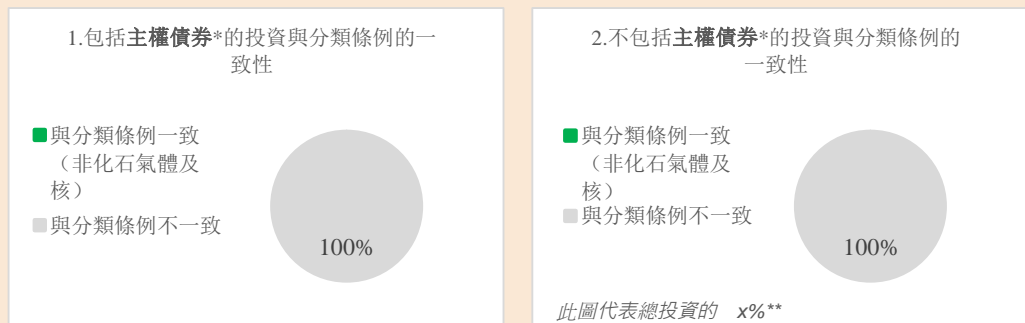 1.包括主權債券*的投資與分類條例的一
致性
與分類條例一致
（非化石氣體及
核）
與分類條例不一致
100%
2.不包括主權債券*的投資與分類條例的
一致性
與分類條例一致
（非化石氣體及
核）
與分類條例不一致
100%
此圖代表總投資的 x%**